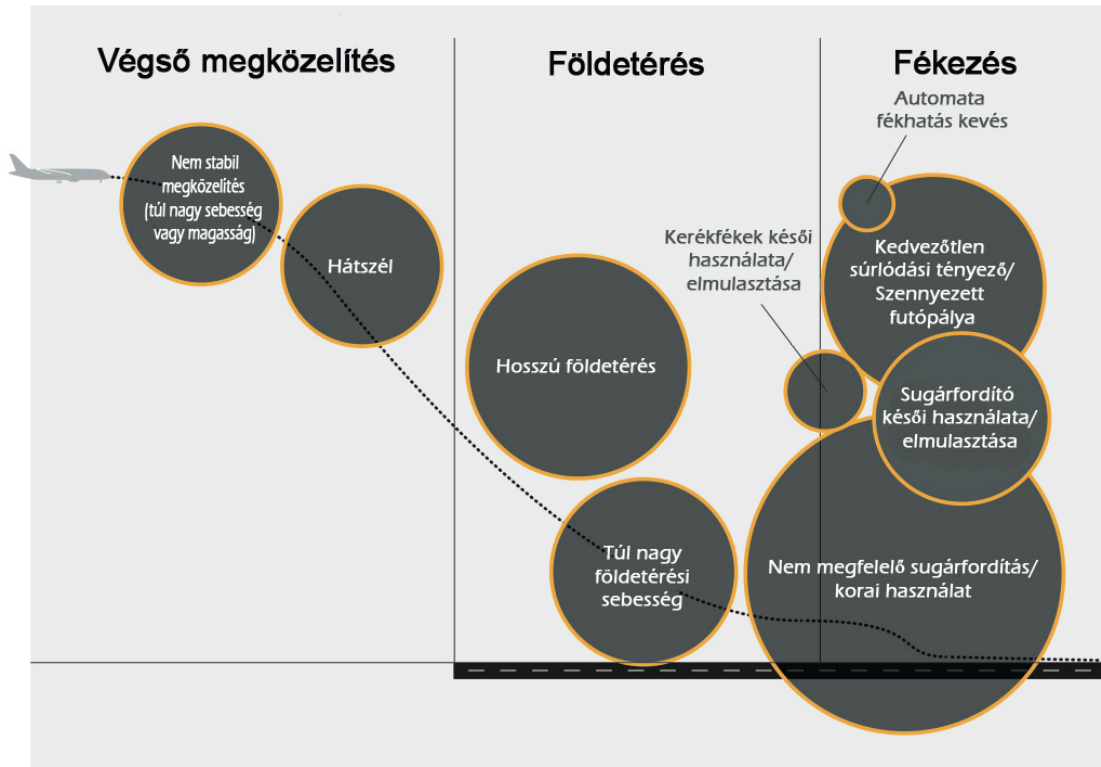 Végső megközelítés
Földetérés
Fékezés
Nem stabil
megközelítés
(túl nagy sebesség
vagy magasság)
Hátszél
Hosszú földetérés
Túl nagy
földetérési
sebesség
Automata
fékhatás kevés
Kerékfékek késői
használata/
elmulasztása
Kedvezőtlen
súrlódási tényező/
Szennyezett
futópálya
Sugárfordító
késői használata/
elmulasztása
Nem megfelelő sugárfordítás/
korai használat